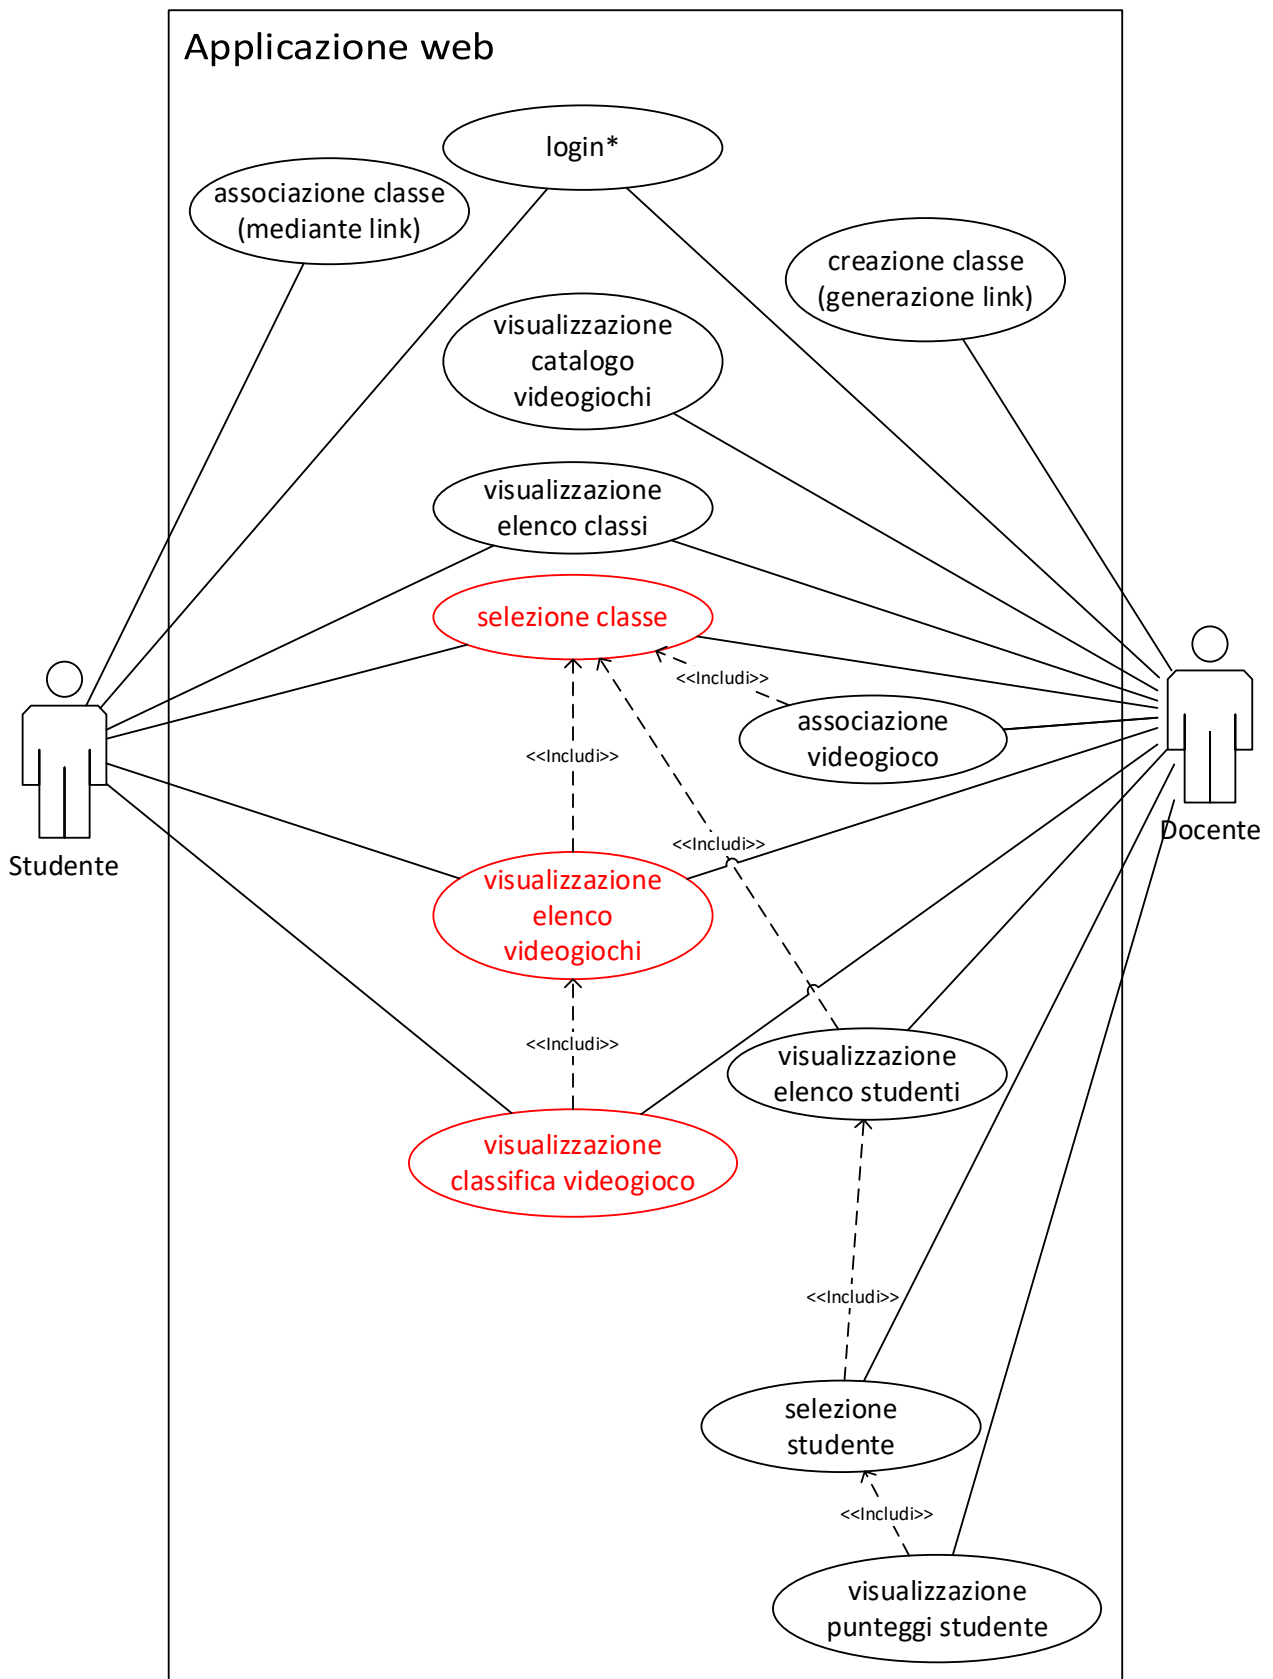 Applicazione web
login*
associazione classe
(mediante link)
creazione classe
(generazione link)
visualizzazione
catalogo
videogiochi
visualizzazione
elenco classi
selezione classe
<<Includi>>
associazione
videogioco
<<Includi>>
<<Includi>>
Studente
Docente
visualizzazione
elenco
videogiochi
<<Includi>>
visualizzazione
elenco studenti
visualizzazione
classifica videogioco
<<Includi>>
selezione
studente
<<Includi>>
visualizzazione
punteggi studente